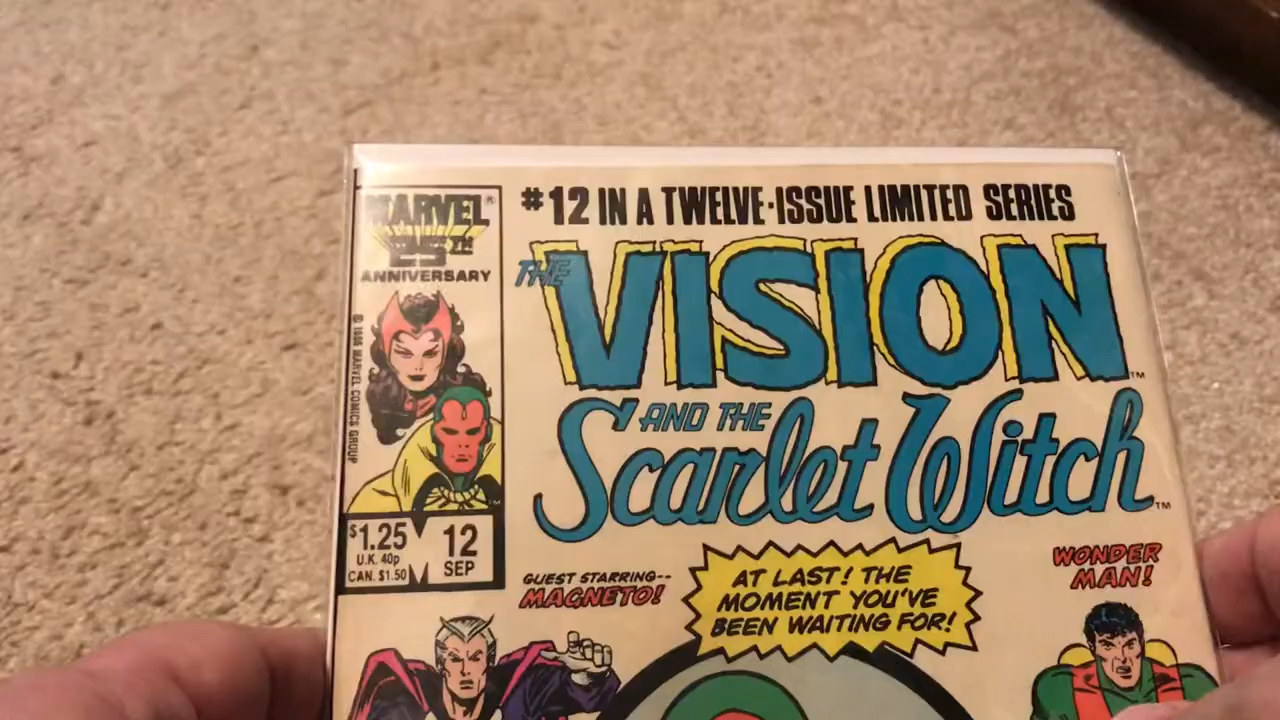 #12 IN A TWELVE-ISSUE LIMITED SERIES
MARVEL®
25TH
ANNIVERSARY
THE VISION™
AND THE
Scarlet Witch™
© 1986 MARVEL COMICS GROUP
$1.25
U.K. 40p
CAN. $1.50
12
SEP
GUEST STARRING--
MAGNETO!
AT LAST! THE
MOMENT YOU'VE
BEEN WAITING FOR!
WONDER
MAN!